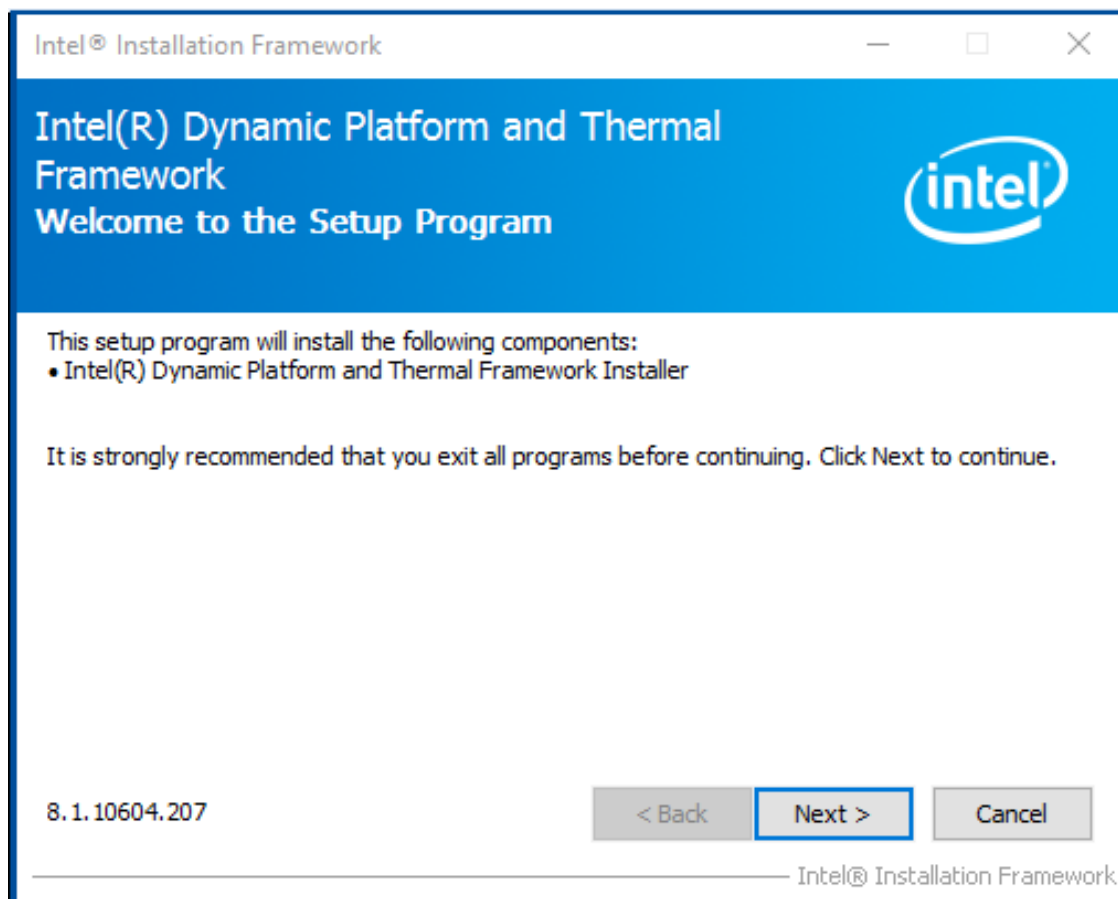 Intel® Installation Framework
Intel(R) Dynamic Platform and Thermal
Framework
Welcome to the Setup Program
intel
This setup program will install the following components:
• Intel(R) Dynamic Platform and Thermal Framework Installer
It is strongly recommended that you exit all programs before continuing. Click Next to continue.
8.1.10604.207
< Back
Next >
Cancel
Intel® Installation Framework